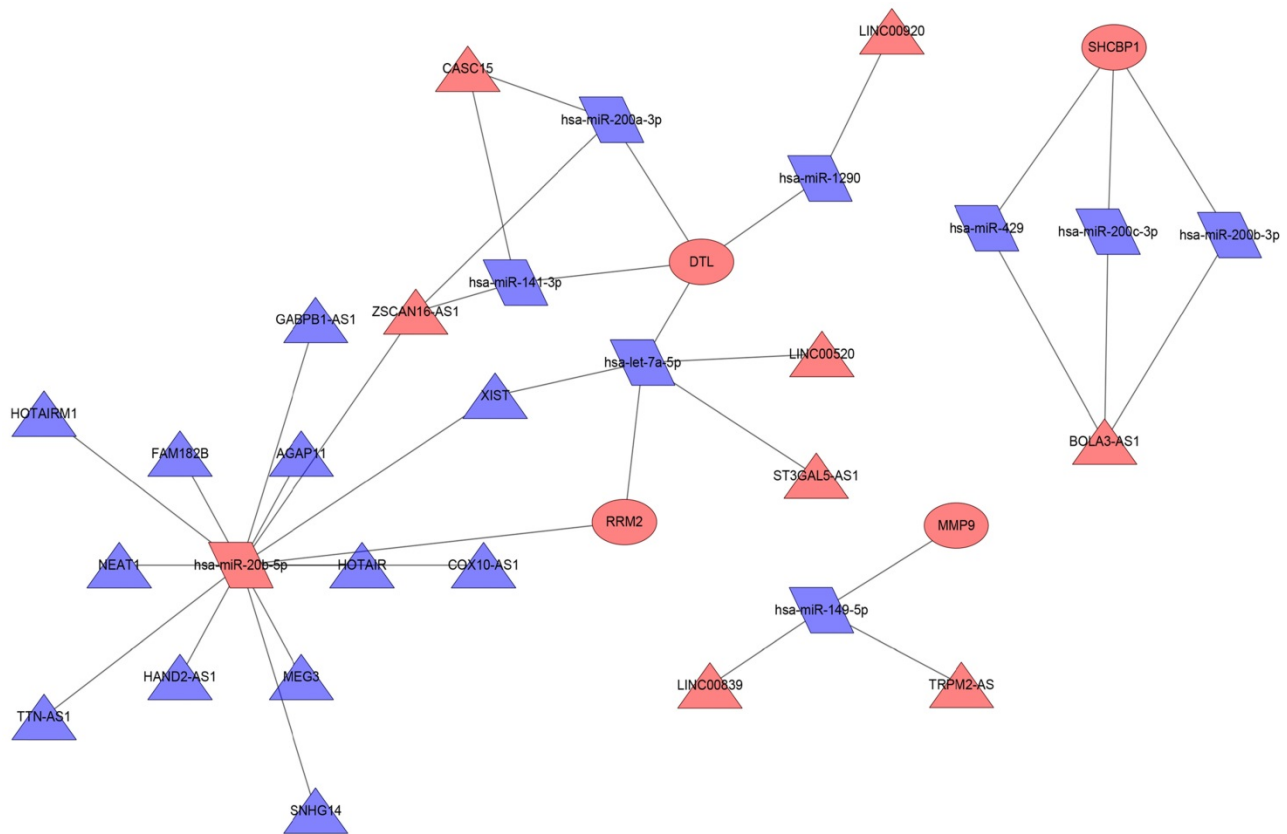 LINC00920
SHCBP1
CASC15
hsa-miR-200a-3p
hsa-miR-1290
hsa-miR-429
hsa-miR-200c-3p
hsa-miR-200b-3p
DTL
hsa-miR-141-3p
ZSCAN16-AS1
GABPB1-AS1
hsa-let-7a-5p
LINC00520
XIST
HOTAIRM1
FAM182B
AGAP11
BOLA3-AS1
ST3GAL5-AS1
RRM2
MMP9
NEAT1
hsa-miR-20b-5p
HOTAIR
COX10-AS1
hsa-miR-149-5p
HAND2-AS1
MEG3
LINC00839
TRPM2-AS
TTN-AS1
SNHG14